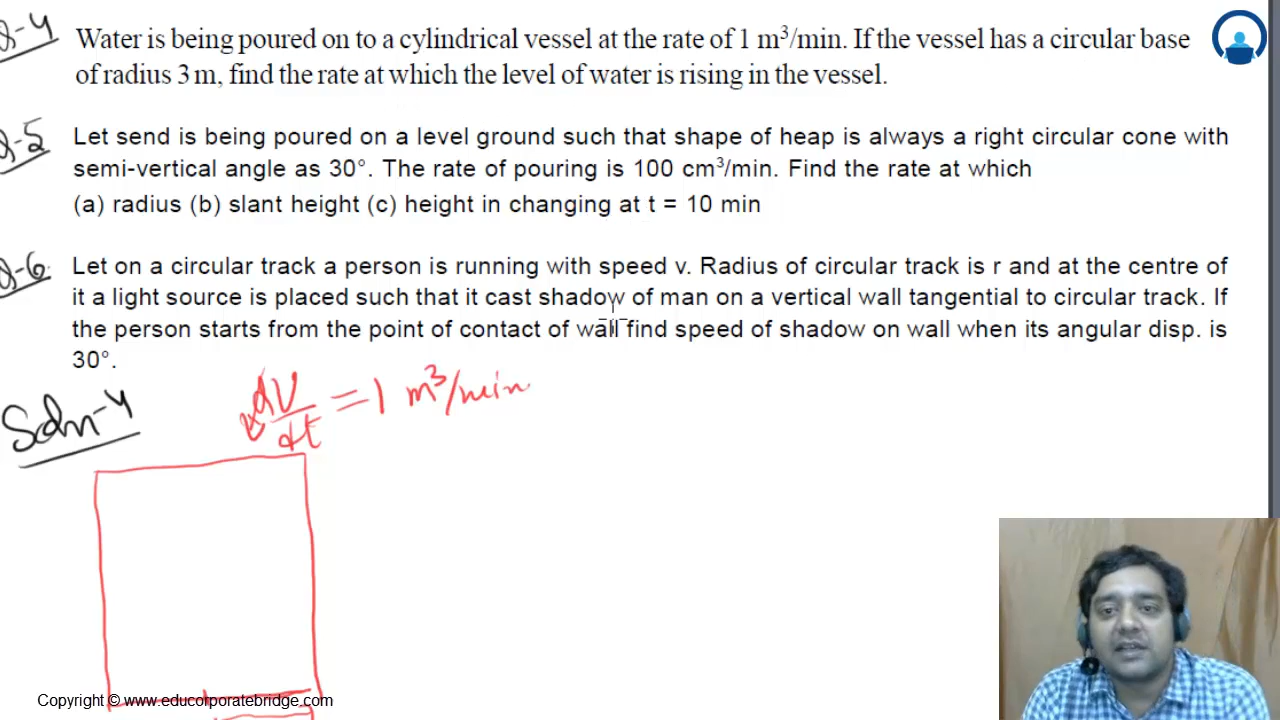 Q-4
Water is being poured on to a cylindrical vessel at the rate of 1 m³/min. If the vessel has a circular base
of radius 3 m, find the rate at which the level of water is rising in the vessel.
Q-5
Let send is being poured on a level ground such that shape of heap is always a right circular cone with
semi-vertical angle as 30°. The rate of pouring is 100 cm³/min. Find the rate at which
(a) radius (b) slant height (c) height in changing at t = 10 min
Q-6
Let on a circular track a person is running with speed v. Radius of circular track is r and at the centre of
it a light source is placed such that it cast shadow of man on a vertical wall tangential to circular track. If
the person starts from the point of contact of wall find speed of shadow on wall when its angular disp. is
30°.
Soln-4
dV/dt = 1 m³/min
Copyright © www.educorporatebridge.com